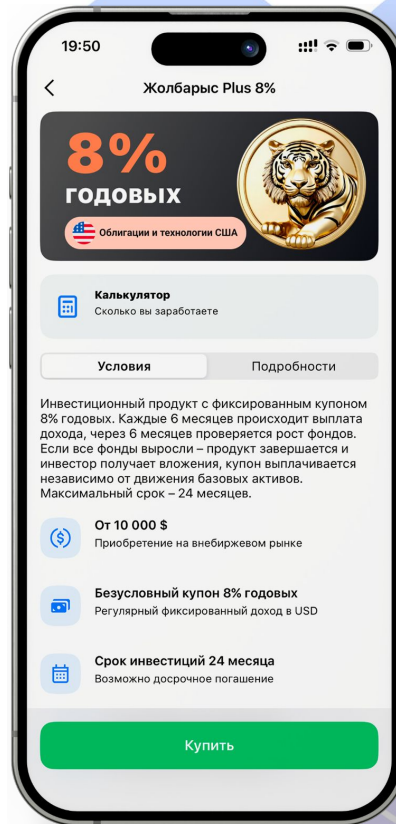 19:50
Жолбарыс Plus 8%
8%
годовых
Облигации и технологии США
Калькулятор
Сколько вы заработаете
Условия
Подробности
Инвестиционный продукт с фиксированным купоном
8% годовых. Каждые 6 месяцев происходит выплата
дохода, через 6 месяцев проверяется рост фондов.
Если все фонды выросли – продукт завершается и
инвестор получает вложения, купон выплачивается
независимо от движения базовых активов.
Максимальный срок – 24 месяцев.
От 10 000 $
Приобретение на внебиржевом рынке
Безусловный купон 8% годовых
Регулярный фиксированный доход в USD
Срок инвестиций 24 месяца
Возможно досрочное погашение
Купить